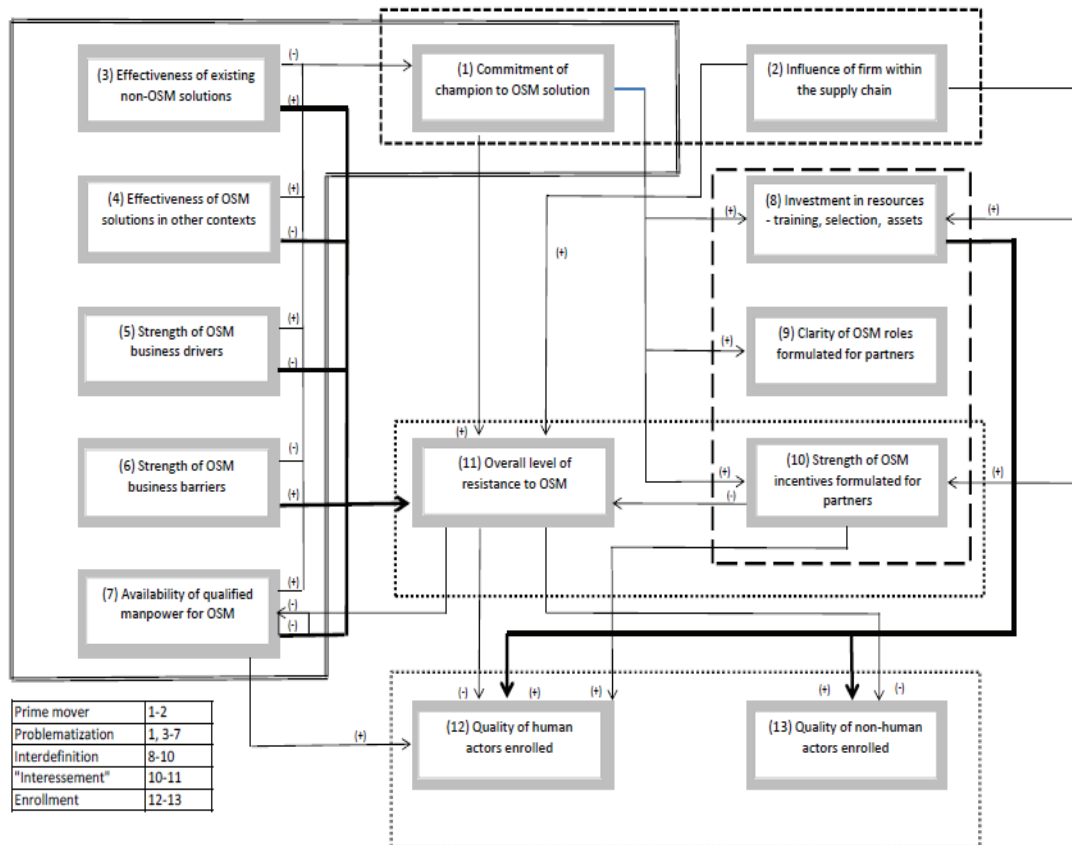 (3) Effectiveness of existing
non-OSM solutions
(-)
(+)
(1) Commitment of
champion to OSM solution
(2) Influence of firm within
the supply chain
(4) Effectiveness of OSM
solutions in other contexts
(+)
(-)
(8) Investment in resources
- training, selection, assets
(+)
(+)
(+)
(5) Strength of OSM
business drivers
(+)
(-)
(9) Clarity of OSM roles
formulated for partners
(+)
(6) Strength of OSM
business barriers
(-)
(+)
(+)
(11) Overall level of
resistance to OSM
(10) Strength of OSM
incentives formulated for
partners
(+)
(-)
(+)
(7) Availability of qualified
manpower for OSM
(+)
(-)
(-)
(-)
(+)
(+)
(+)
(-)
(12) Quality of human
actors enrolled
(+)
(13) Quality of non-human
actors enrolled
Prime mover 1-2
Problematization 1, 3-7
Interdefinition 8-10
"Interessement" 10-11
Enrollment 12-13